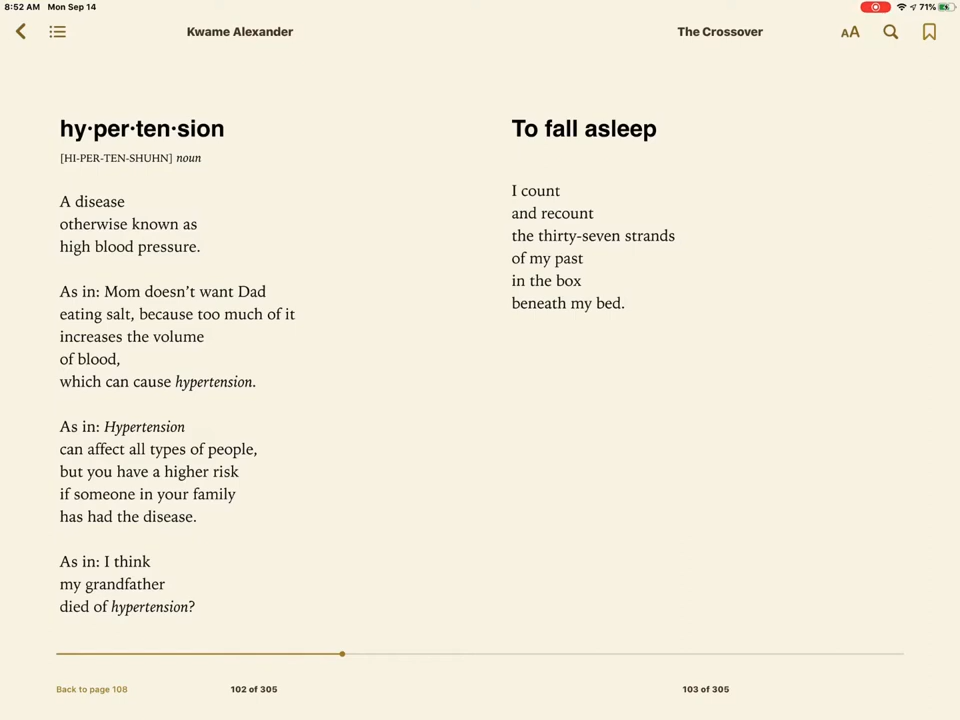 8:52 AM Mon Sep 14
71%
Kwame Alexander
The Crossover
AA
hy·per·ten·sion
[HI-PER-TEN-SHUHN] noun
A disease
otherwise known as
high blood pressure.
As in: Mom doesn’t want Dad
eating salt, because too much of it
increases the volume
of blood,
which can cause hypertension.
As in: Hypertension
can affect all types of people,
but you have a higher risk
if someone in your family
has had the disease.
As in: I think
my grandfather
died of hypertension?
Back to page 108
102 of 305
To fall asleep
I count
and recount
the thirty-seven strands
of my past
in the box
beneath my bed.
103 of 305